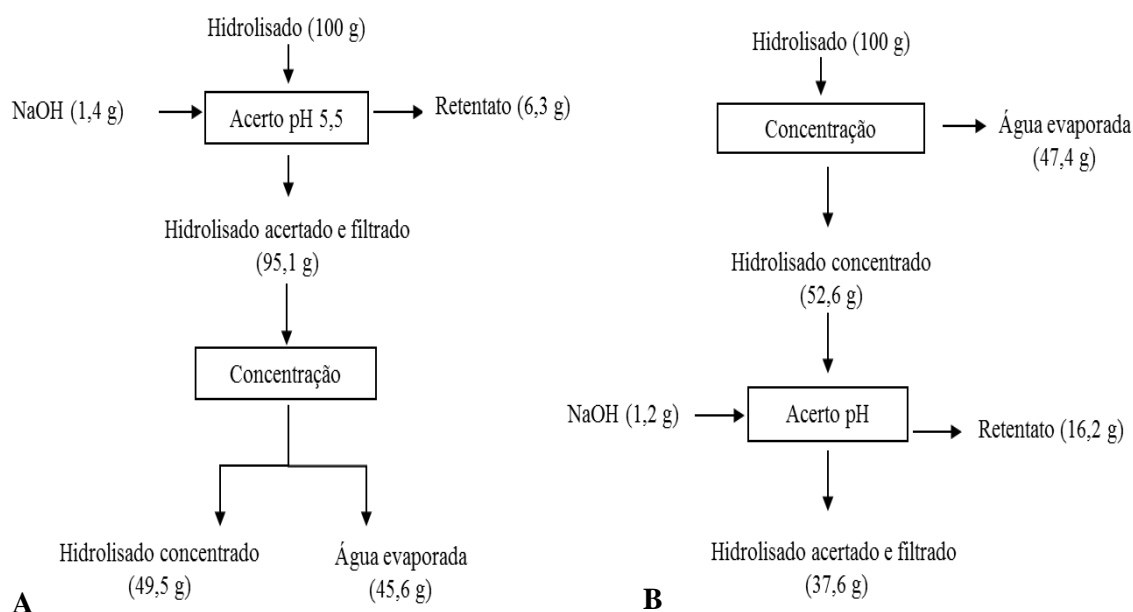 Hidrolisado (100 g)
NaOH (1,4 g)
Acerto pH 5,5
Retentato (6,3 g)
Hidrolisado acertado e filtrado
(95,1 g)
Concentração
Hidrolisado concentrado
(49,5 g)
Água evaporada
(45,6 g)
A
Hidrolisado (100 g)
Concentração
Água evaporada
(47,4 g)
Hidrolisado concentrado
(52,6 g)
NaOH (1,2 g)
Acerto pH
Retentato (16,2 g)
Hidrolisado acertado e filtrado
(37,6 g)
B